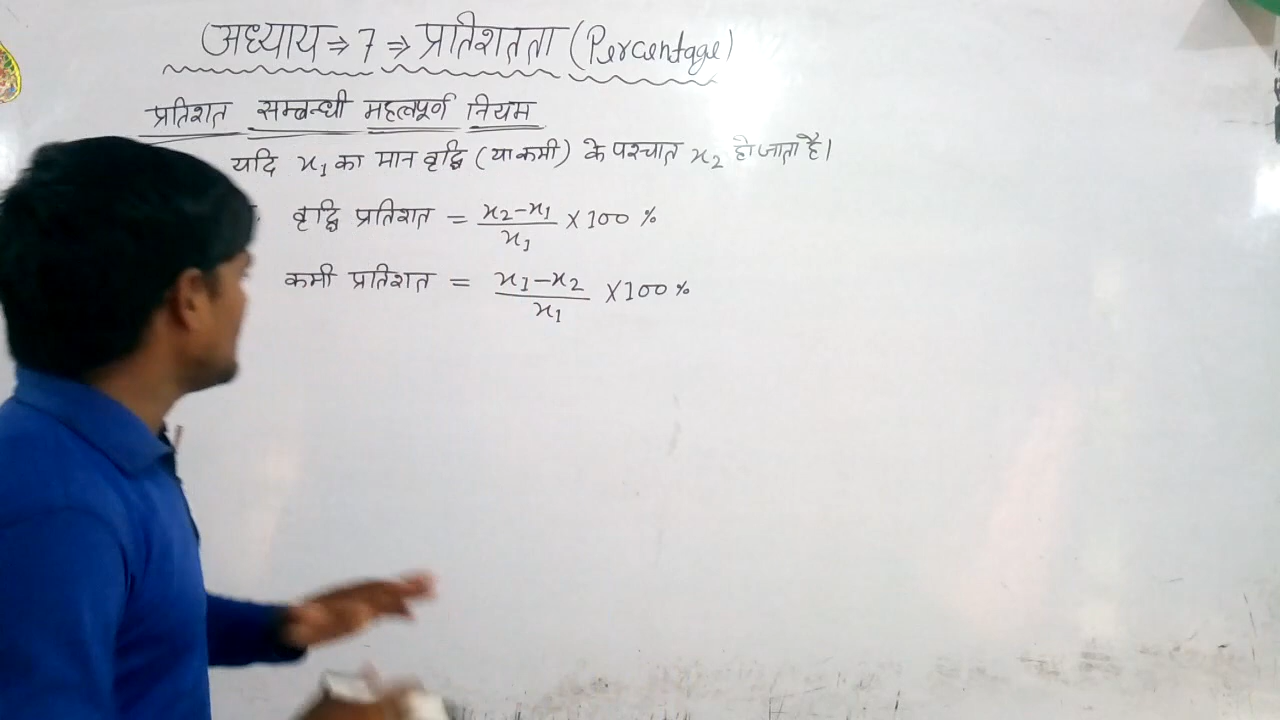 अध्याय ⇒ 7 ⇒ प्रतिशतता (Percentage)
प्रतिशत सम्बन्धी महत्वपूर्ण नियम
यदि x₁ का मान वृद्धि (या कमी) के पश्चात x₂ हो जाता है।
वृद्धि प्रतिशत = x₂-x₁/x₁ × 100 %
कमी प्रतिशत = x₁-x₂/x₁ × 100 %